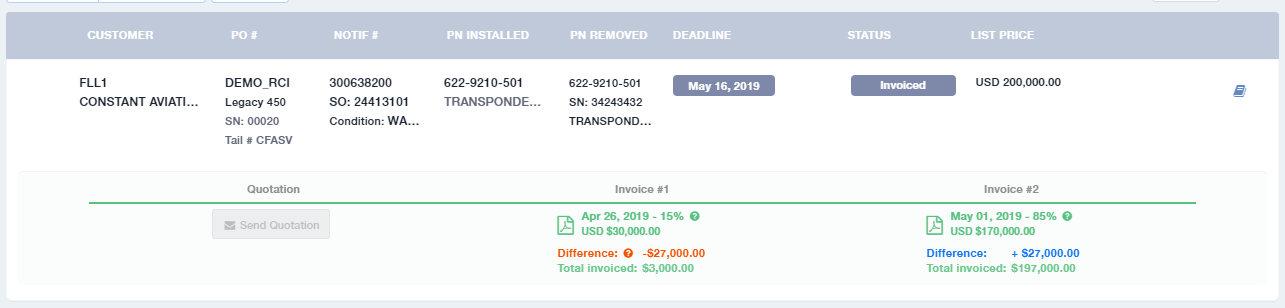 CUSTOMER PO # NOTIF # PN INSTALLED PN REMOVED DEADLINE STATUS LIST PRICE
FLL1 DEMO_RCI 300638200 622-9210-501 622-9210-501 May 16, 2019 Invoiced USD 200,000.00
CONSTANT AVIATI... Legacy 450 SO: 24413101 TRANSPONDE... SN: 34243432
SN: 00020 Condition: WA... TRANSPOND...
Tail # CFASV
Quotation Invoice #1 Invoice #2
Send Quotation Apr 26, 2019 - 15% May 01, 2019 - 85%
USD $30,000.00 USD $170,000.00
Difference: -$27,000.00 Difference: + $27,000.00
Total invoiced: $3,000.00 Total invoiced: $197,000.00